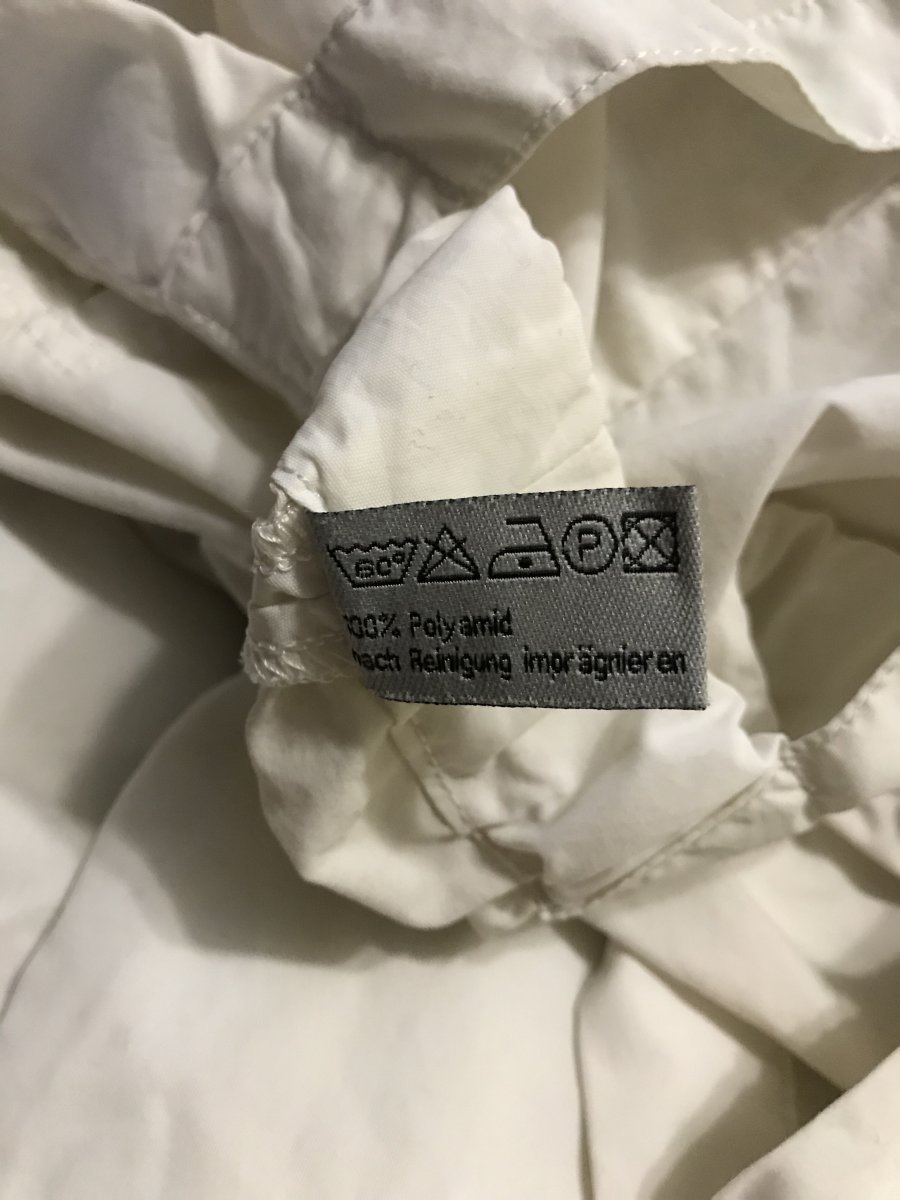 60°
P
100% Polyamid
nach Reinigung imprägnieren